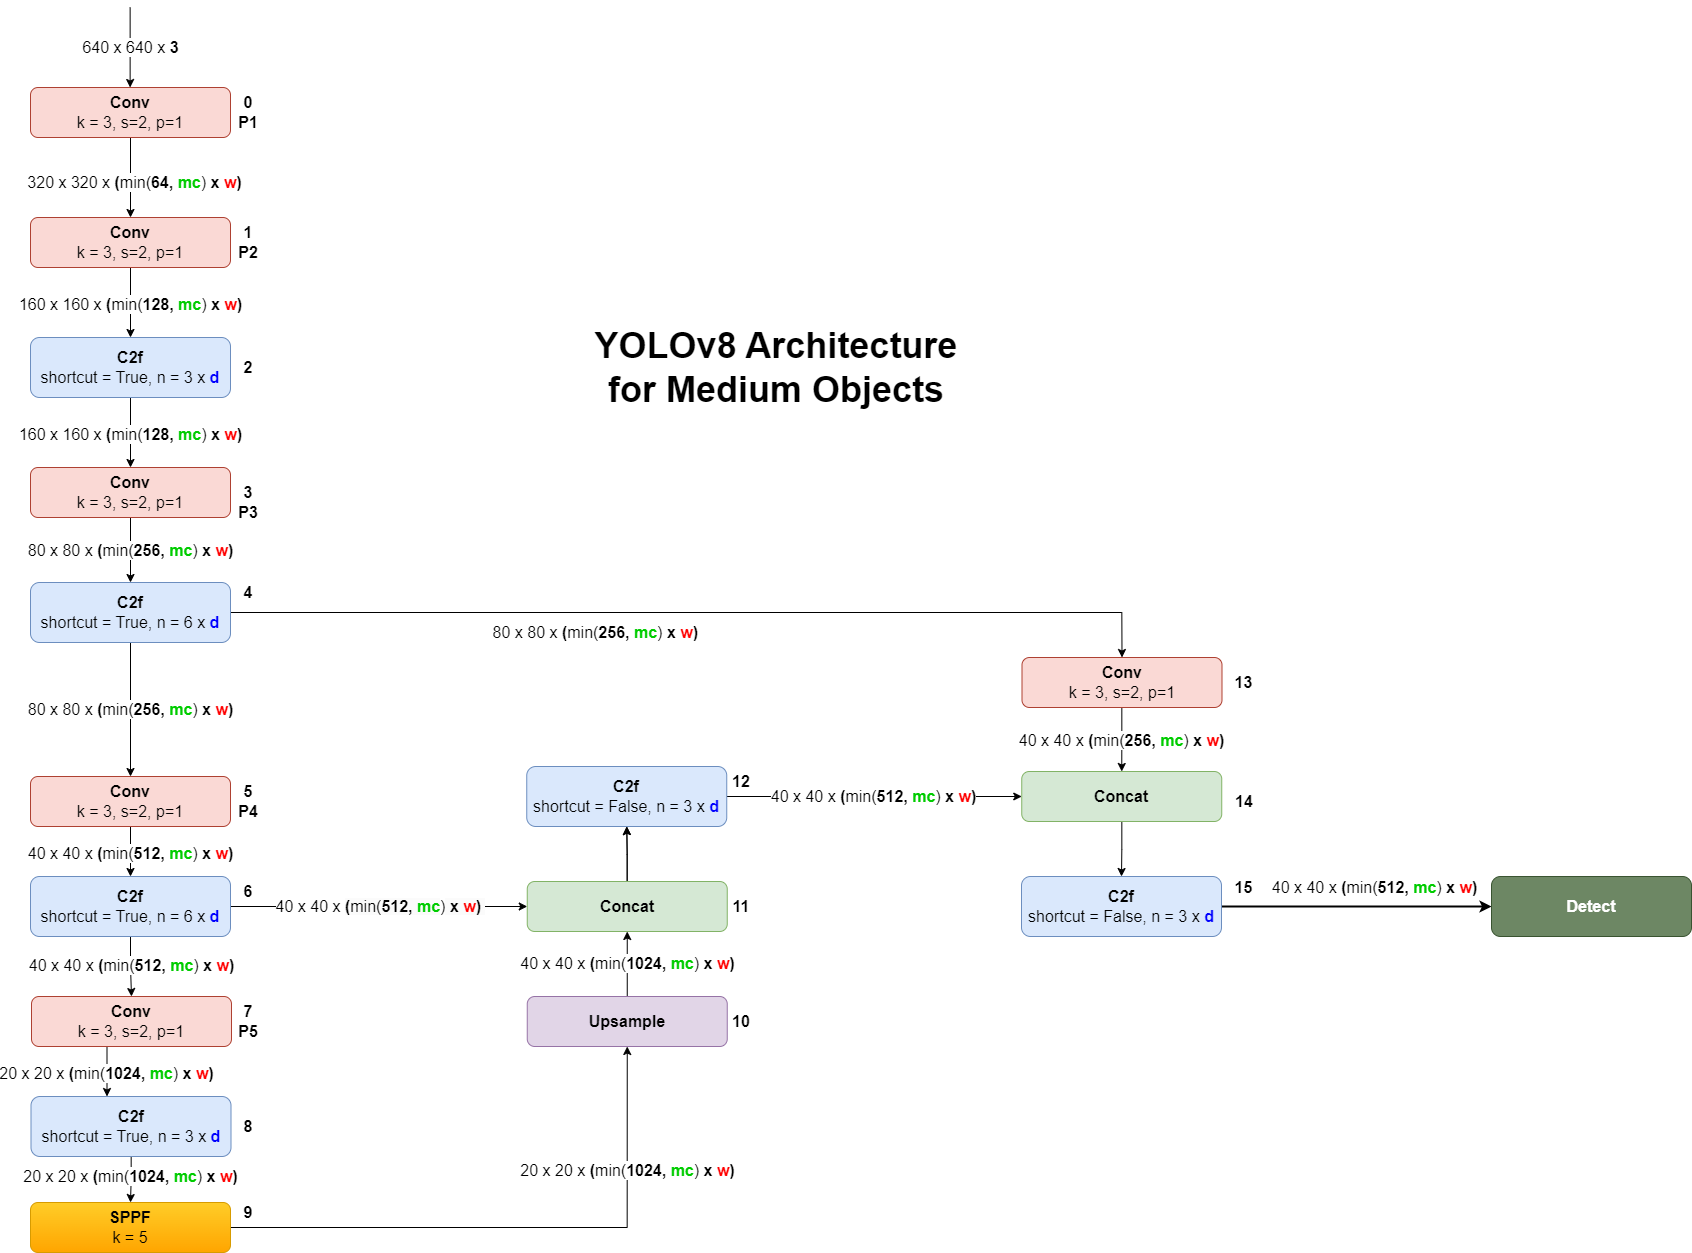 640 x 640 x 3
Conv
k = 3, s=2, p=1
0
P1
320 x 320 x (min(64, mc) x w)
Conv
k = 3, s=2, p=1
1
P2
160 x 160 x (min(128, mc) x w)
C2f
shortcut = True, n = 3 x d
2
YOLOv8 Architecture
for Medium Objects
160 x 160 x (min(128, mc) x w)
Conv
k = 3, s=2, p=1
3
P3
80 x 80 x (min(256, mc) x w)
C2f
shortcut = True, n = 6 x d
4
80 x 80 x (min(256, mc) x w)
80 x 80 x (min(256, mc) x w)
Conv
k = 3, s=2, p=1
5
P4
40 x 40 x (min(512, mc) x w)
C2f
shortcut = True, n = 6 x d
6
40 x 40 x (min(512, mc) x w)
40 x 40 x (min(512, mc) x w)
Conv
k = 3, s=2, p=1
7
P5
20 x 20 x (min(1024, mc) x w)
C2f
shortcut = True, n = 3 x d
8
20 x 20 x (min(1024, mc) x w)
SPPF
k = 5
9
20 x 20 x (min(1024, mc) x w)
Upsample
10
40 x 40 x (min(1024, mc) x w)
Concat
11
C2f
shortcut = False, n = 3 x d
12
40 x 40 x (min(512, mc) x w)
Conv
k = 3, s=2, p=1
13
40 x 40 x (min(256, mc) x w)
Concat
14
C2f
shortcut = False, n = 3 x d
15
40 x 40 x (min(512, mc) x w)
Detect